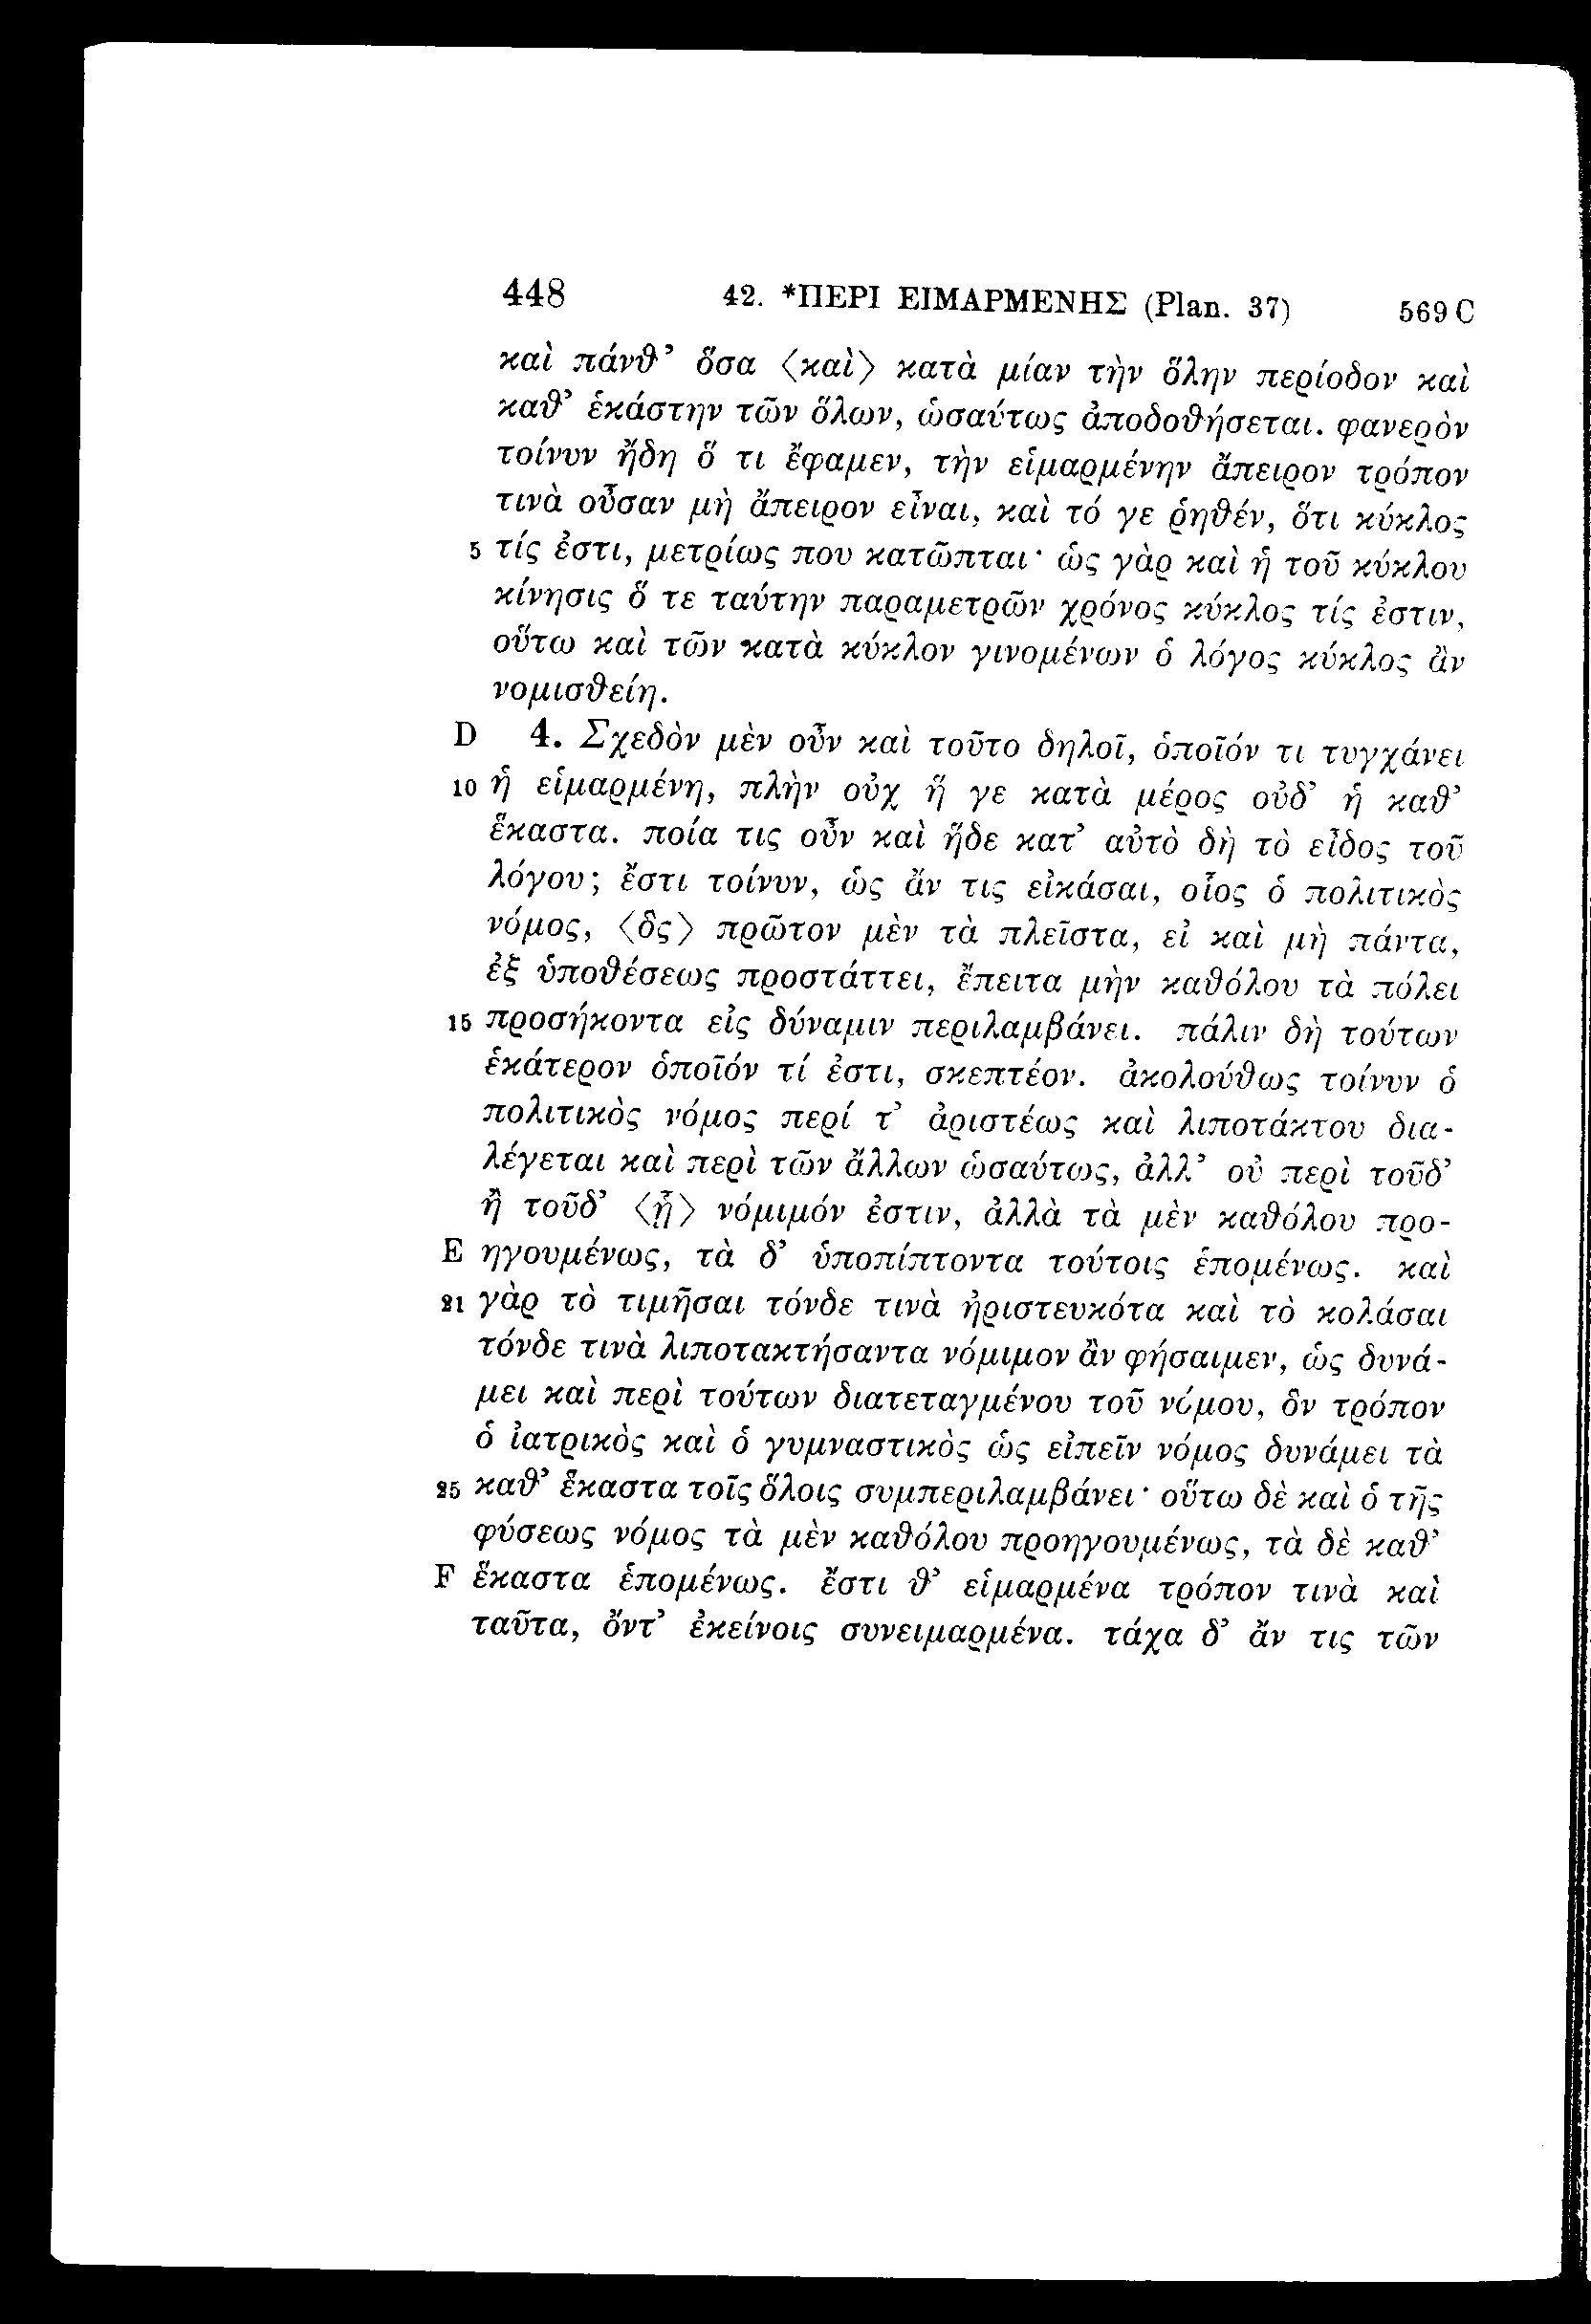 448 42. *ΠΕΡΙ ΕΙΜΑΡΜΕΝΗΣ (Plan. 37) 569 C
καὶ πάνθ’ ὅσα ⟨καὶ⟩ κατὰ μίαν τὴν ὅλην περίοδον καὶ
καθ’ ἑκάστην τῶν ὅλων, ὡσαύτως ἀποδοθήσεται. φανερὸν
τοίνυν ἤδη ὅ τι ἔφαμεν, τὴν εἱμαρμένην ἄπειρον τρόπον
τινὰ οὖσαν μὴ ἄπειρον εἶναι, καὶ τό γε ῥηθέν, ὅτι κύκλος
5 τίς ἐστι, μετρίως που κατῶπται· ὡς γὰρ καὶ ἡ τοῦ κύκλου
κίνησις ὅ τε ταύτην παραμετρῶν χρόνος κύκλος τίς ἐστιν,
οὕτω καὶ τῶν κατὰ κύκλον γινομένων ὁ λόγος κύκλος ἂν
νομισθείη.
D 4. Σχεδὸν μὲν οὖν καὶ τοῦτο δηλοῖ, ὁποῖόν τι τυγχάνει
10 ἡ εἱμαρμένη, πλὴν οὐχ ἥ γε κατὰ μέρος οὐδ’ ἡ καθ’
ἕκαστα. ποία τις οὖν καὶ ἥδε κατ’ αὐτὸ δὴ τὸ εἶδος τοῦ
λόγου; ἔστι τοίνυν, ὡς ἄν τις εἰκάσαι, οἷος ὁ πολιτικὸς
νόμος, ⟨ὃς⟩ πρῶτον μὲν τὰ πλεῖστα, εἰ καὶ μὴ πάντα,
ἐξ ὑποθέσεως προστάττει, ἔπειτα μὴν καθόλου τὰ πόλει
15 προσήκοντα εἰς δύναμιν περιλαμβάνει. πάλιν δὴ τούτων
ἑκάτερον ὁποῖόν τί ἐστι, σκεπτέον. ἀκολούθως τοίνυν ὁ
πολιτικὸς νόμος περί τ’ ἀριστέως καὶ λιποτάκτου δια-
λέγεται καὶ περὶ τῶν ἄλλων ὡσαύτως, ἀλλ’ οὐ περὶ τοῦδ’
ἢ τοῦδ’ ⟨ᾗ⟩ νόμιμόν ἐστιν, ἀλλὰ τὰ μὲν καθόλου προ-
E ηγουμένως, τὰ δ’ ὑποπίπτοντα τούτοις ἑπομένως. καὶ
21 γὰρ τὸ τιμῆσαι τόνδε τινὰ ἠριστευκότα καὶ τὸ κολάσαι
τόνδε τινὰ λιποτακτήσαντα νόμιμον ἂν φήσαιμεν, ὡς δυνά-
μει καὶ περὶ τούτων διατεταγμένου τοῦ νόμου, ὃν τρόπον
ὁ ἰατρικὸς καὶ ὁ γυμναστικὸς ὡς εἰπεῖν νόμος δυνάμει τὰ
25 καθ’ ἕκαστα τοῖς ὅλοις συμπεριλαμβάνει· οὕτω δὲ καὶ ὁ τῆς
φύσεως νόμος τὰ μὲν καθόλου προηγουμένως, τὰ δὲ καθ’
F ἕκαστα ἑπομένως. ἔστι θ’ εἱμαρμένα τρόπον τινὰ καὶ
ταῦτα, ὄντ’ ἐκείνοις συνειμαρμένα. τάχα δ’ ἄν τις τῶν